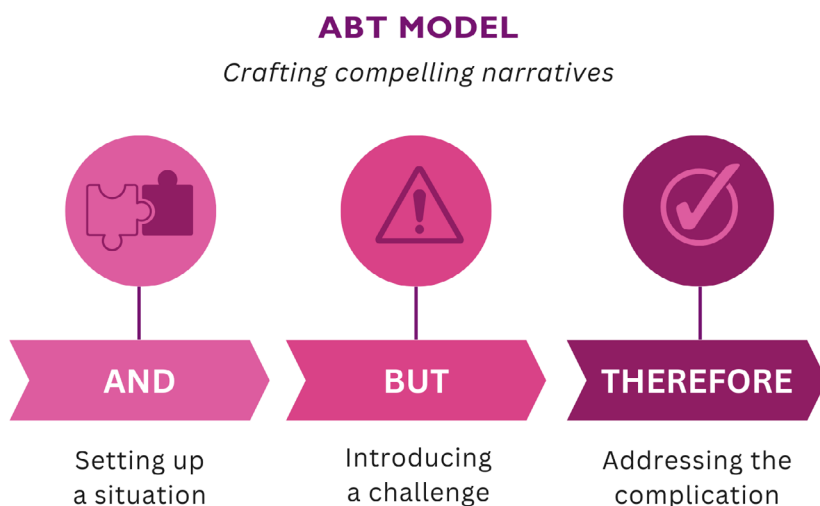 ABT MODEL
Crafting compelling narratives
AND
BUT
THEREFORE
Setting up
a situation
Introducing
a challenge
Addressing the
complication